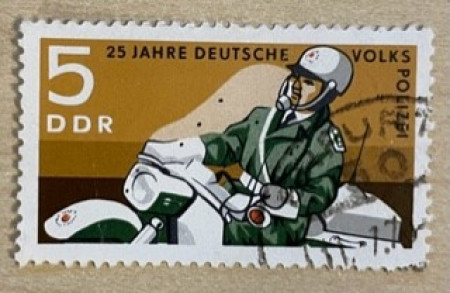 5
DDR
25 JAHRE DEUTSCHE VOLKS
POLIZEI